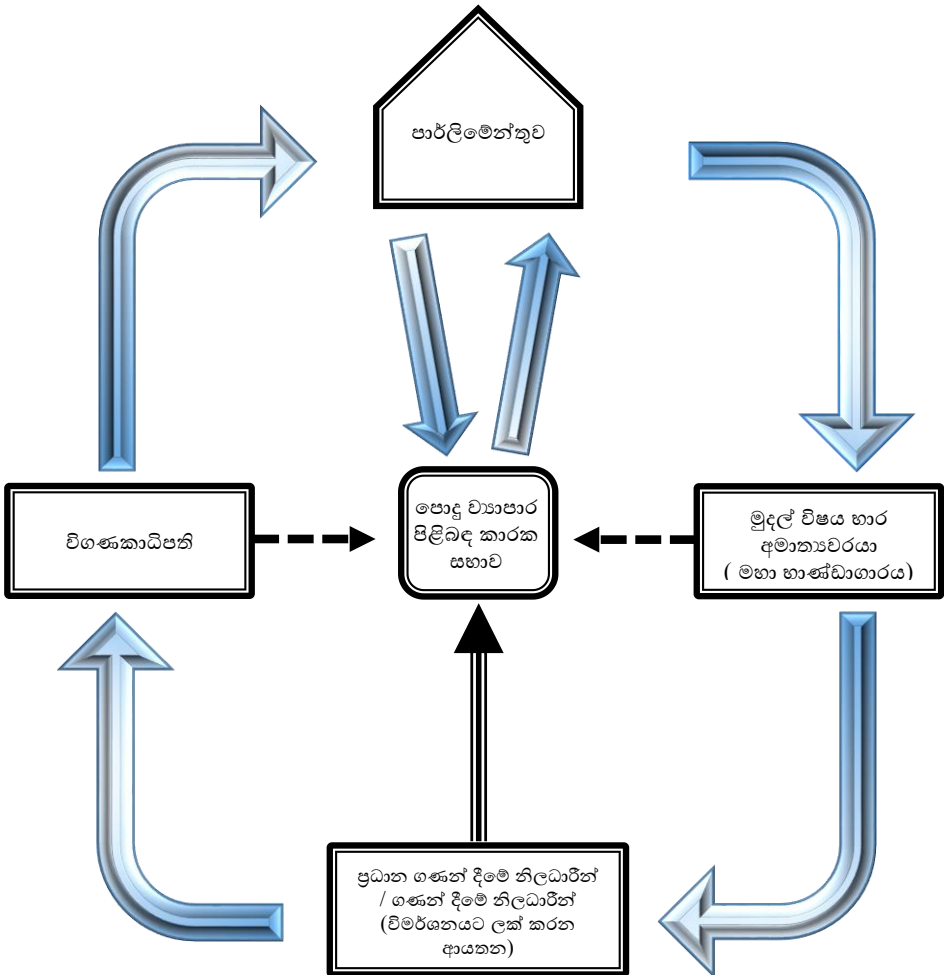 පාර්ලිමේන්තුව
විගණකාධිපති
පොදු ව්‍යාපාර
පිළිබඳ කාරක
සභාව
මුදල් විෂය භාර
අමාත්‍යවරයා
( මහා භාණ්ඩාගාරය)
ප්‍රධාන ගණන් දීමේ නිලධාරීන්
/ ගණන් දීමේ නිලධාරීන්
(විමර්ශනයට ලක් කරන
ආයතන)